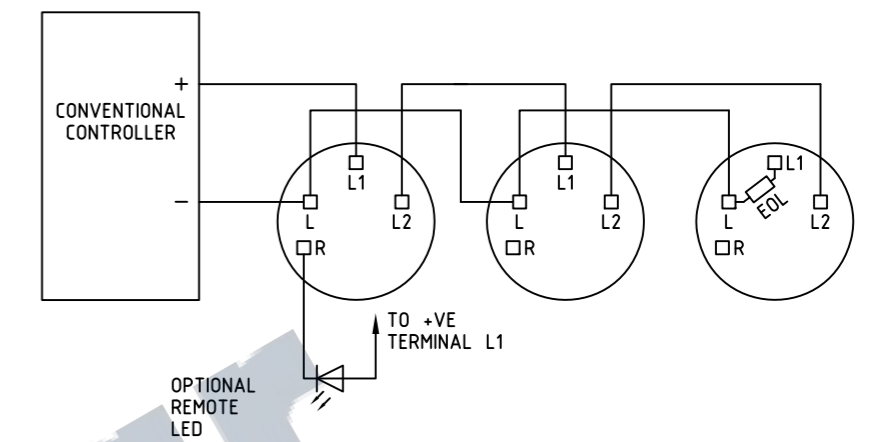 +
CONVENTIONAL
CONTROLLER
−
L1
L
L2
R
L1
L
L2
R
L1
EOL
L
L2
R
TO +VE
TERMINAL L1
OPTIONAL
REMOTE
LED